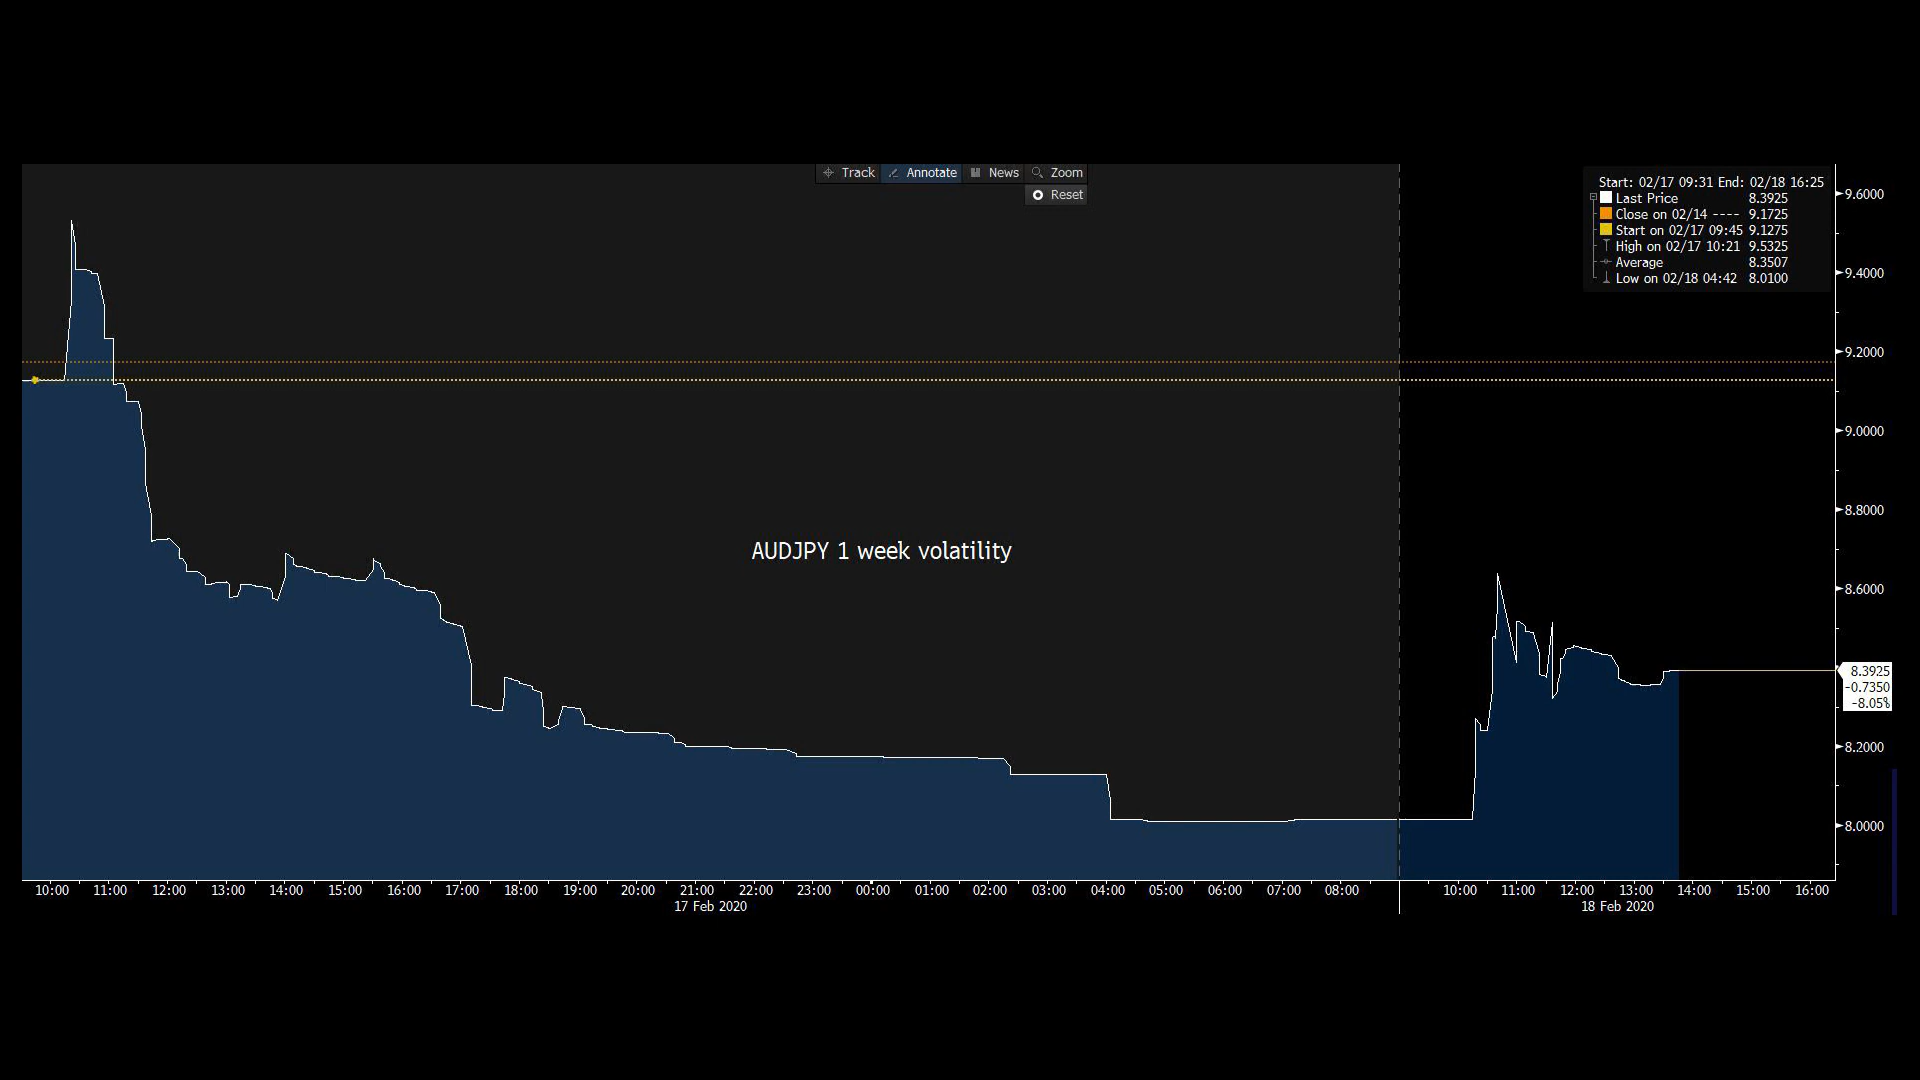 Track Annotate News Zoom
Reset
Start: 02/17 09:31 End: 02/18 16:25
Last Price 8.3925
Close on 02/14 ---- 9.1725
Start on 02/17 09:45 9.1275
High on 02/17 10:21 9.5325
Average 8.3507
Low on 02/18 04:42 8.0100
AUDJPY 1 week volatility
9.6000
9.4000
9.2000
9.0000
8.8000
8.6000
8.3925
-0.7350
-8.05%
8.2000
8.0000
10:00 11:00 12:00 13:00 14:00 15:00 16:00 17:00 18:00 19:00 20:00 21:00 22:00 23:00 00:00 01:00 02:00 03:00 04:00 05:00 06:00 07:00 08:00 10:00 11:00 12:00 13:00 14:00 15:00 16:00
17 Feb 2020 18 Feb 2020